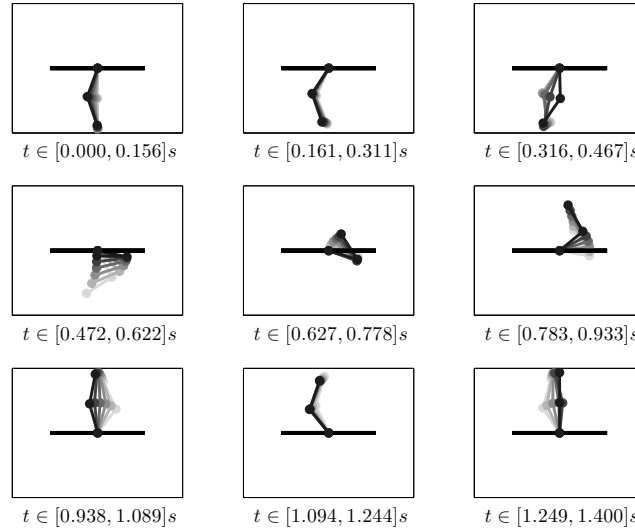 t ∈ [0.000, 0.156]s
t ∈ [0.161, 0.311]s
t ∈ [0.316, 0.467]s
t ∈ [0.472, 0.622]s
t ∈ [0.627, 0.778]s
t ∈ [0.783, 0.933]s
t ∈ [0.938, 1.089]s
t ∈ [1.094, 1.244]s
t ∈ [1.249, 1.400]s